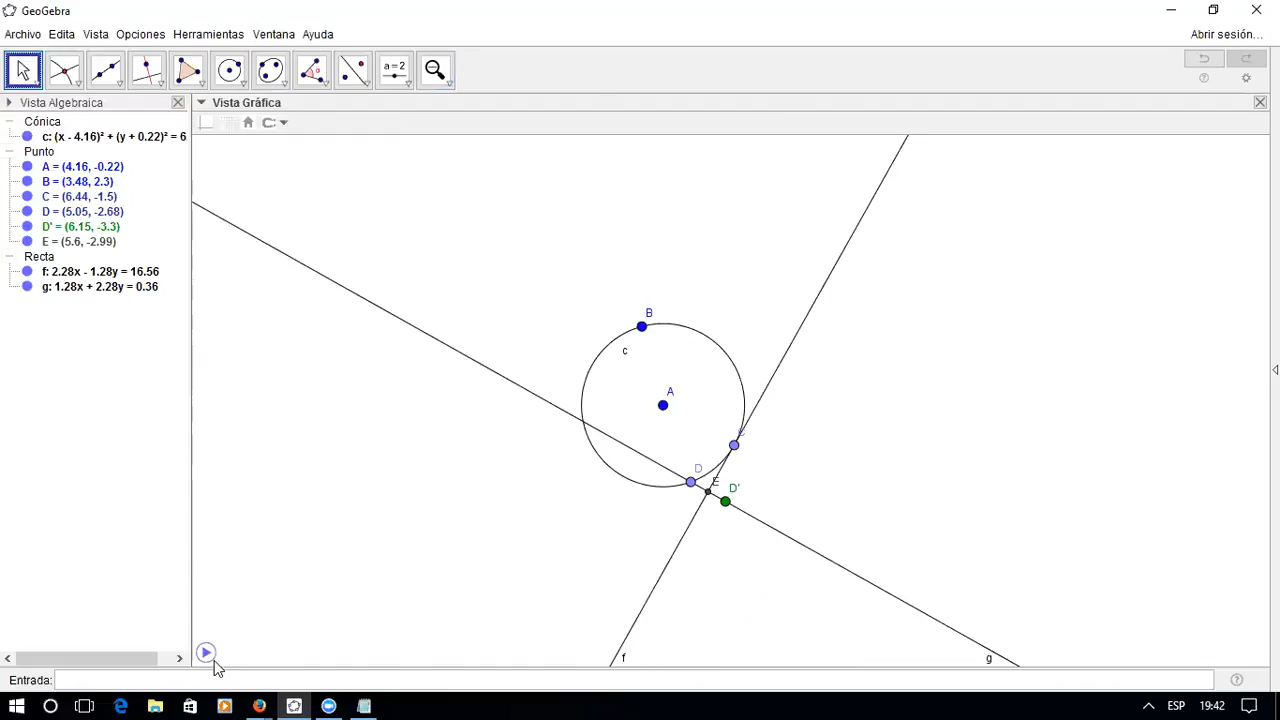 GeoGebra
Archivo Edita Vista Opciones Herramientas Ventana Ayuda
Abrir sesión...
a = 2
Vista Algebraica
Vista Gráfica
Cónica
c: (x - 4.16)² + (y + 0.22)² = 6
Punto
A = (4.16, -0.22)
B = (3.48, 2.3)
C = (6.44, -1.5)
D = (5.05, -2.68)
D' = (6.15, -3.3)
E = (5.6, -2.99)
Recta
f: 2.28x - 1.28y = 16.56
g: 1.28x + 2.28y = 0.36
B
c
A
D
E
D'
f
g
Entrada:
ESP
19:42